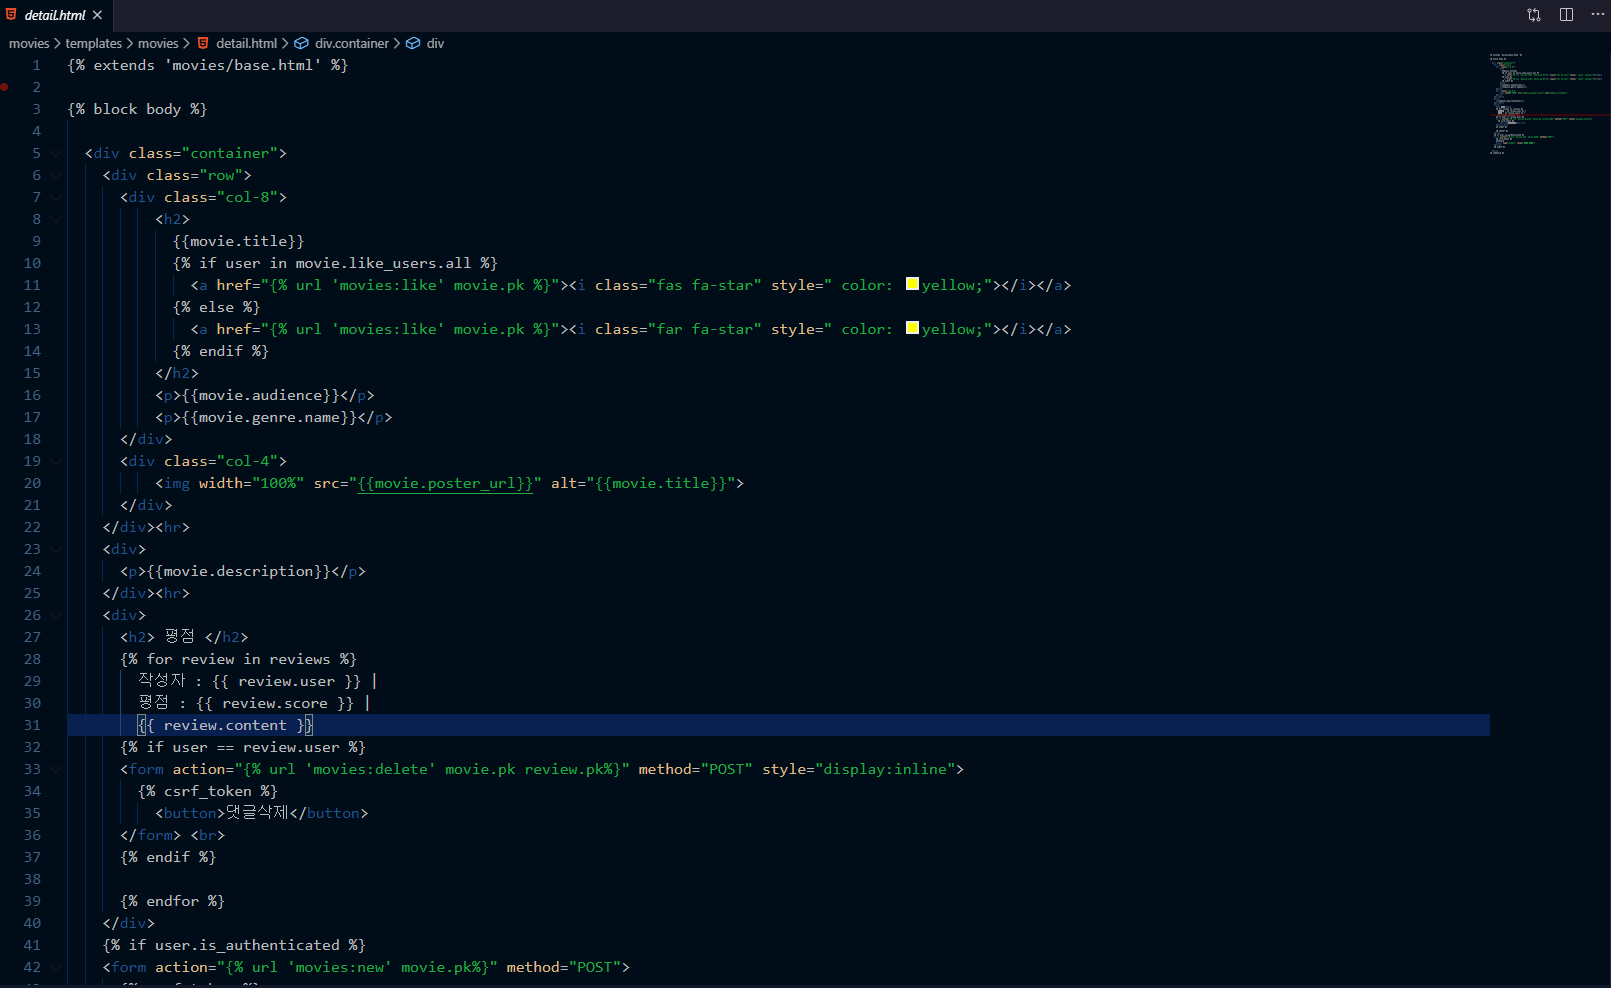 detail.html
movies > templates > movies > detail.html > div.container > div
1 {% extends 'movies/base.html' %}
2
3 {% block body %}
4
5 <div class="container">
6 <div class="row">
7 <div class="col-8">
8 <h2>
9 {{movie.title}}
10 {% if user in movie.like_users.all %}
11 <a href="{% url 'movies:like' movie.pk %}"><i class="fas fa-star" style=" color: yellow;"></i></a>
12 {% else %}
13 <a href="{% url 'movies:like' movie.pk %}"><i class="far fa-star" style=" color: yellow;"></i></a>
14 {% endif %}
15 </h2>
16 <p>{{movie.audience}}</p>
17 <p>{{movie.genre.name}}</p>
18 </div>
19 <div class="col-4">
20 <img width="100%" src="{{movie.poster_url}}" alt="{{movie.title}}">
21 </div>
22 </div><hr>
23 <div>
24 <p>{{movie.description}}</p>
25 </div><hr>
26 <div>
27 <h2> 평점 </h2>
28 {% for review in reviews %}
29 작성자 : {{ review.user }} |
30 평점 : {{ review.score }} |
31 {{ review.content }}
32 {% if user == review.user %}
33 <form action="{% url 'movies:delete' movie.pk review.pk%}" method="POST" style="display:inline">
34 {% csrf_token %}
35 <button>댓글삭제</button>
36 </form> <br>
37 {% endif %}
38
39 {% endfor %}
40 </div>
41 {% if user.is_authenticated %}
42 <form action="{% url 'movies:new' movie.pk%}" method="POST">